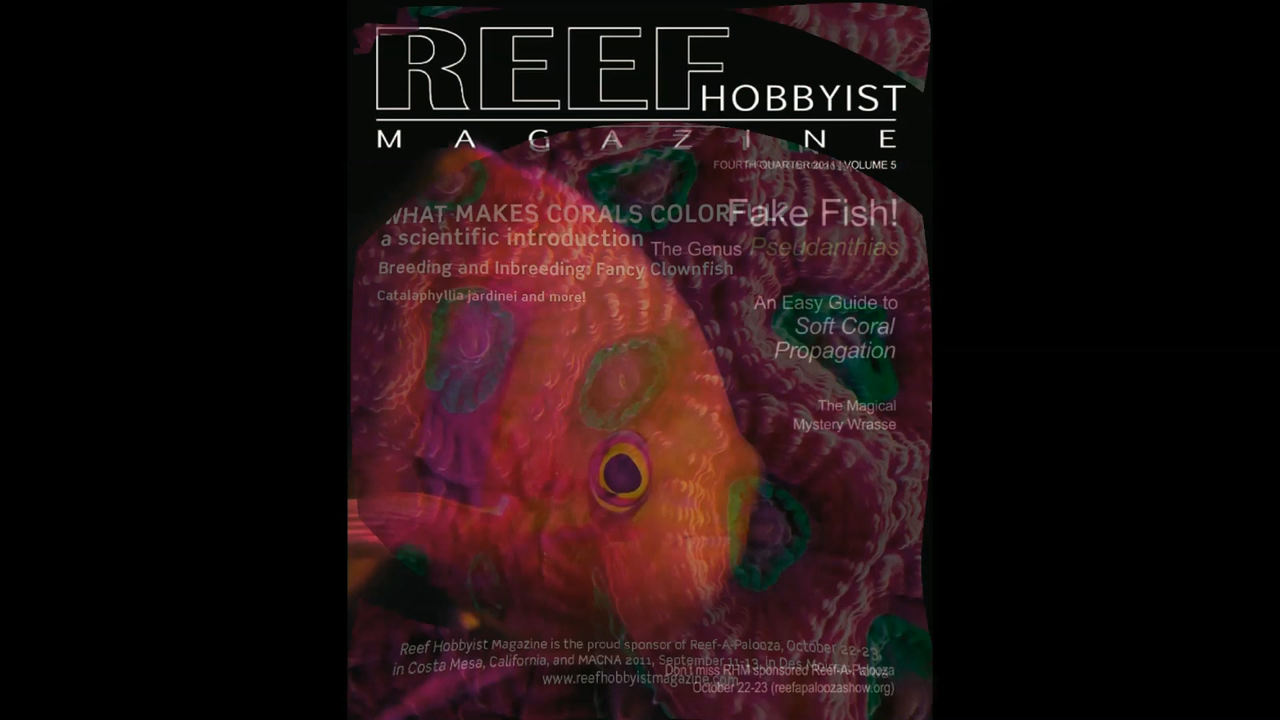 REEF
HOBBYIST
MAGAZINE
FOURTH QUARTER 2011 VOLUME 5
WHAT MAKES CORALS COLORFUL?
Fake Fish!
a scientific introduction
The Genus Pseudanthias
Breeding and Inbreeding: Fancy Clownfish
Catalaphyllia jardinei and more!
An Easy Guide to
Soft Coral
Propagation
The Magical
Mystery Wrasse
Reef Hobbyist Magazine is the proud sponsor of Reef-A-Palooza, October 22-23
in Costa Mesa, California, and MACNA 2011, September 11-13, in Des Moines,
Don't miss RHM sponsored Reef-A-Palooza
www.reefhobbyistmagazine.com
October 22-23 (reefapaloozashow.org)